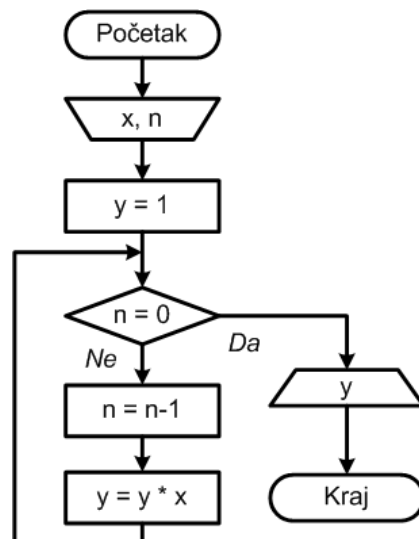 Početak
x, n
y = 1
n = 0
Ne
Da
n = n-1
y
y = y * x
Kraj